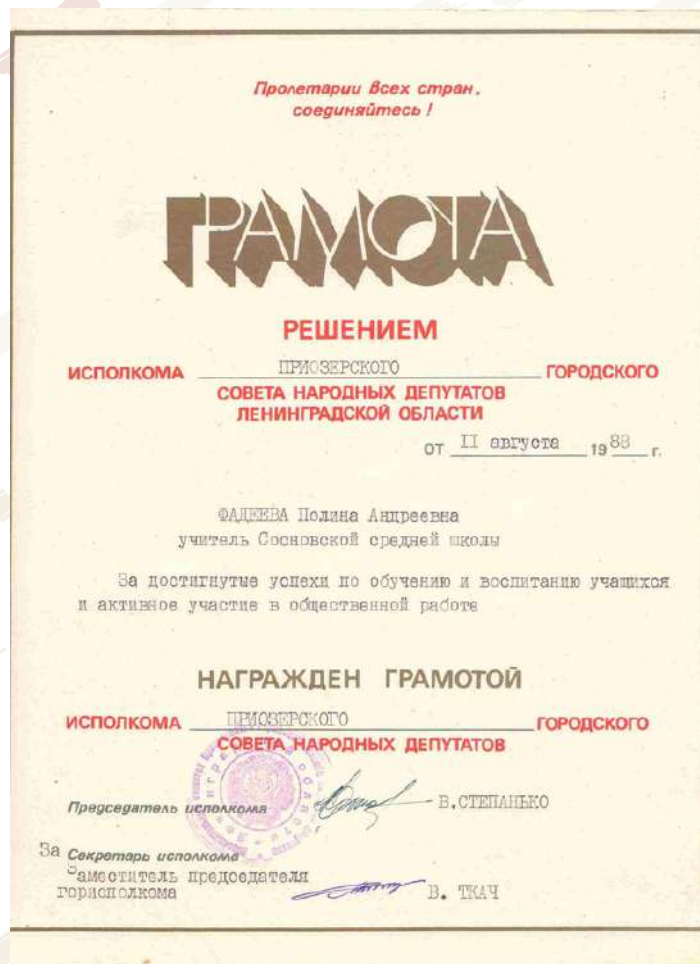 Пролетарии всех стран,
соединяйтесь!
ГРАМОТА
РЕШЕНИЕМ
ИСПОЛКОМА ПРИОЗЕРСКОГО ГОРОДСКОГО
СОВЕТА НАРОДНЫХ ДЕПУТАТОВ
ЛЕНИНГРАДСКОЙ ОБЛАСТИ
от II августа 1988 г.
ФАДЕЕВА Полина Андреевна
учитель Сосновской средней школы
За достигнутые успехи по обучению и воспитанию учащихся
и активное участие в общественной работе
НАГРАЖДЕН ГРАМОТОЙ
ИСПОЛКОМА ПРИОЗЕРСКОГО ГОРОДСКОГО
СОВЕТА НАРОДНЫХ ДЕПУТАТОВ
Председатель исполкома В.СТЕПАНЬКО
За Секретарь исполкома
Заместитель председателя
горисполкома В. ТКАЧ